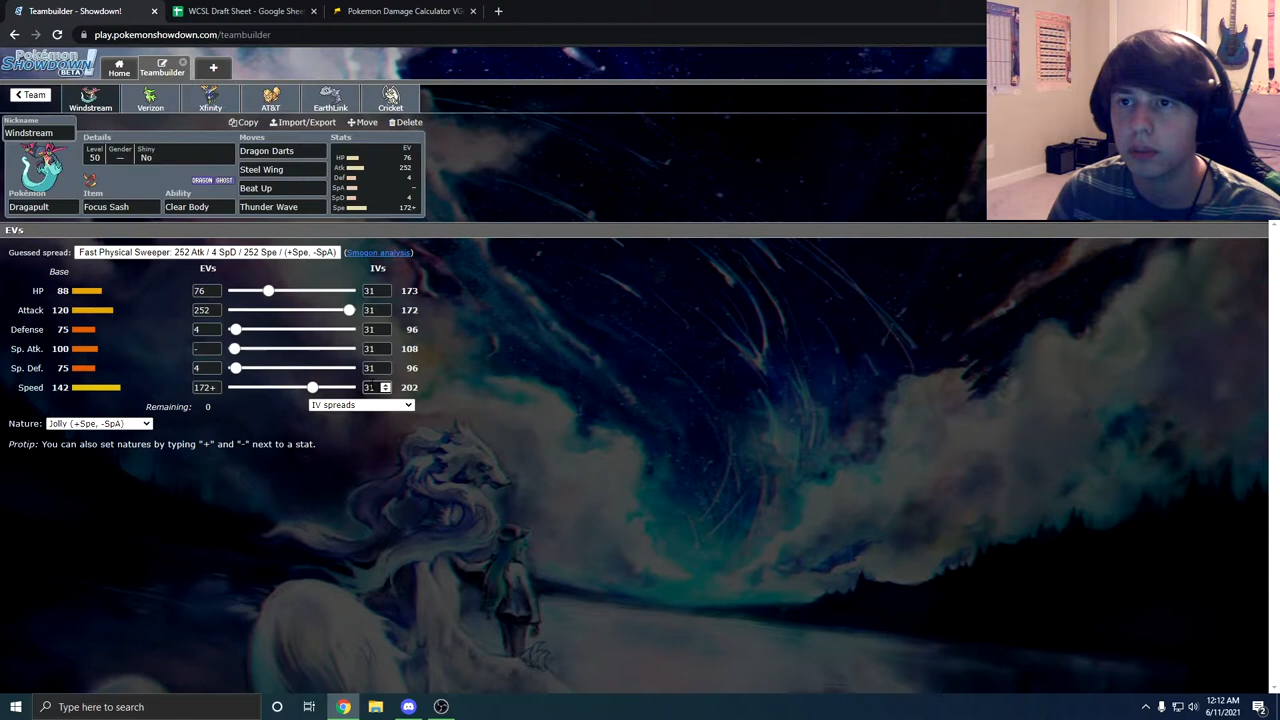 Teambuilder - Showdown!
WCSL Draft Sheet - Google Sheet
Pokemon Damage Calculator VG
play.pokemonshowdown.com/teambuilder
Pokémon
SHOWDOWN
BETA!
Home
Teambuilder
Team
Windstream
Verizon
Xfinity
AT&T
EarthLink
Cricket
Copy
Import/Export
Move
Delete
Nickname
Windstream
Details
Level Gender Shiny
50 — No
Moves
Dragon Darts
Steel Wing
Beat Up
Thunder Wave
Stats
EV
HP 76
Atk 252
Def 4
SpA –
SpD 4
Spe 172+
DRAGON GHOST
Pokémon
Dragapult
Item
Focus Sash
Ability
Clear Body
EVs
Guessed spread: Fast Physical Sweeper: 252 Atk / 4 SpD / 252 Spe / (+Spe, -SpA) (Smogon analysis)
Base EVs IVs
HP 88 76 31 173
Attack 120 252 31 172
Defense 75 4 31 96
Sp. Atk. 100 - 31 108
Sp. Def. 75 4 31 96
Speed 142 172+ 31 202
Remaining: 0
IV spreads
Nature: Jolly (+Spe, -SpA)
Protip: You can also set natures by typing "+" and "-" next to a stat.
Type here to search
12:12 AM
6/11/2021
2